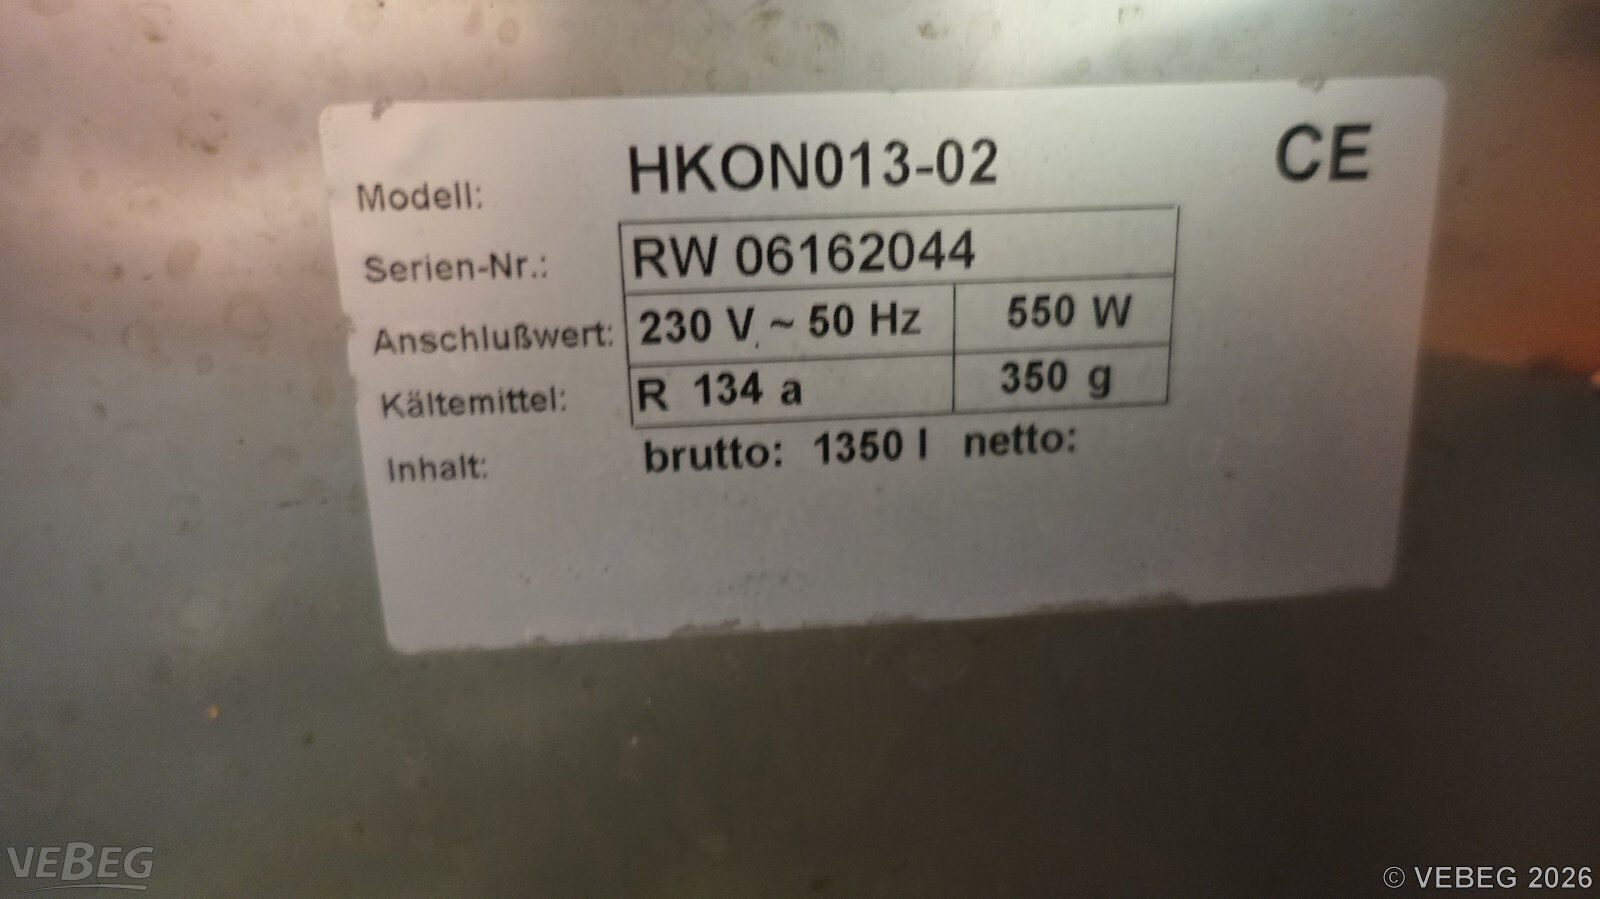 CE
Modell: HKON013-02
Serien-Nr.: RW 06162044
Anschlußwert: 230 V ~ 50 Hz 550 W
Kältemittel: R 134 a 350 g
Inhalt: brutto: 1350 l netto:
VEBEG
© VEBEG 2026